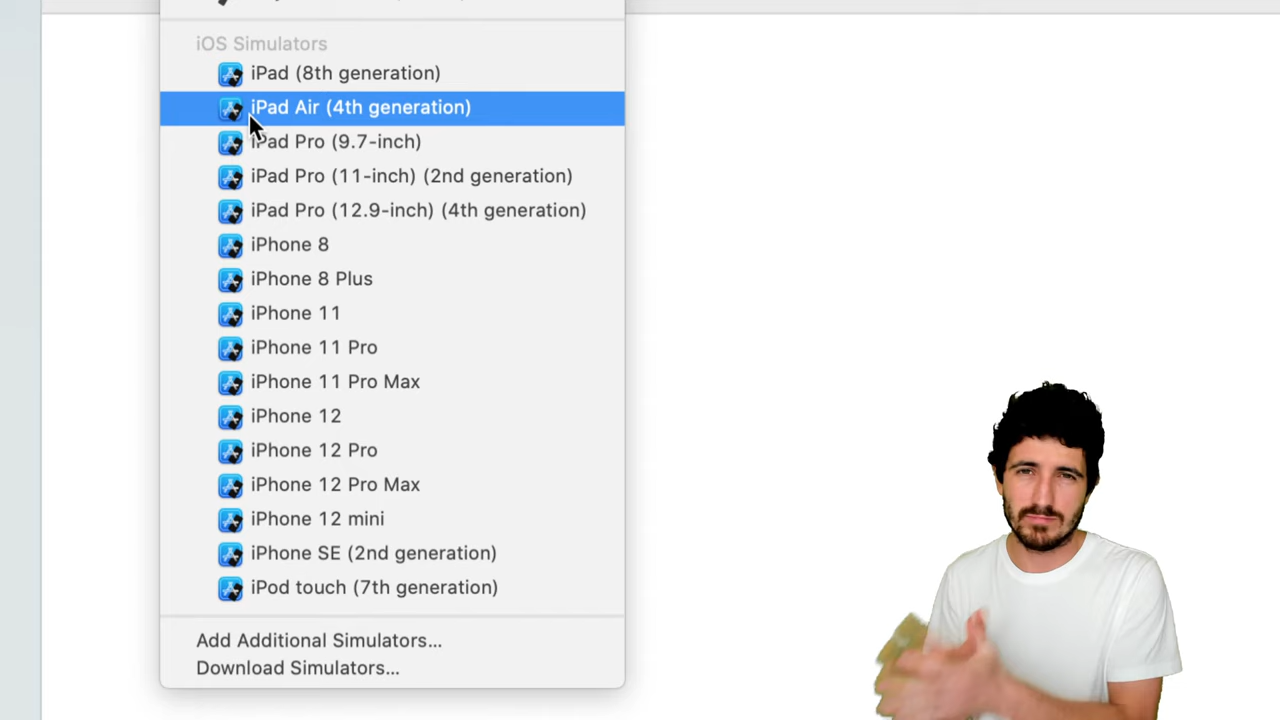 iOS Simulators
iPad (8th generation)
iPad Air (4th generation)
iPad Pro (9.7-inch)
iPad Pro (11-inch) (2nd generation)
iPad Pro (12.9-inch) (4th generation)
iPhone 8
iPhone 8 Plus
iPhone 11
iPhone 11 Pro
iPhone 11 Pro Max
iPhone 12
iPhone 12 Pro
iPhone 12 Pro Max
iPhone 12 mini
iPhone SE (2nd generation)
iPod touch (7th generation)
Add Additional Simulators...
Download Simulators...